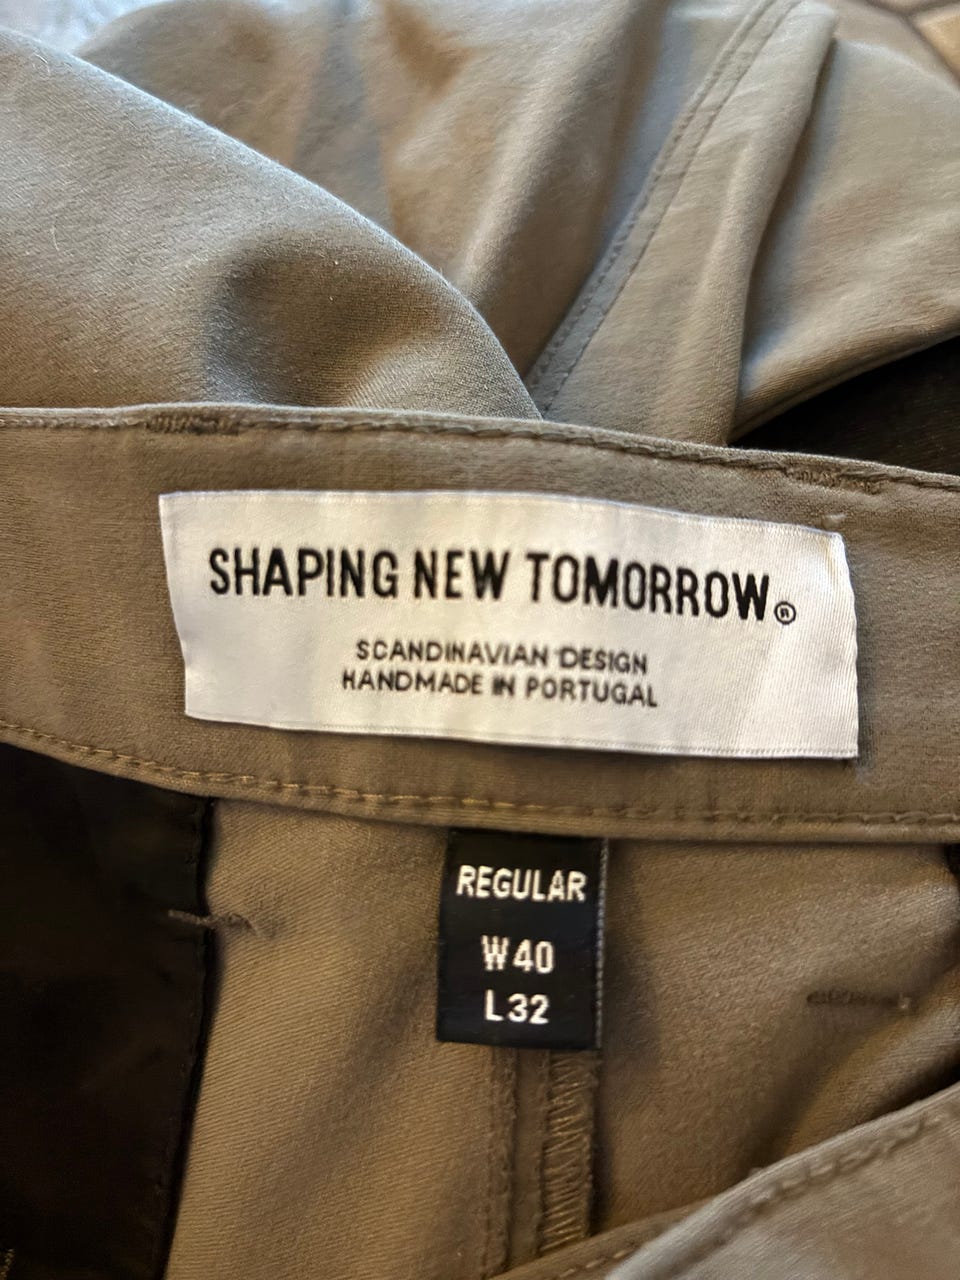 SHAPING NEW TOMORROW®
SCANDINAVIAN DESIGN
HANDMADE IN PORTUGAL
REGULAR
W40
L32